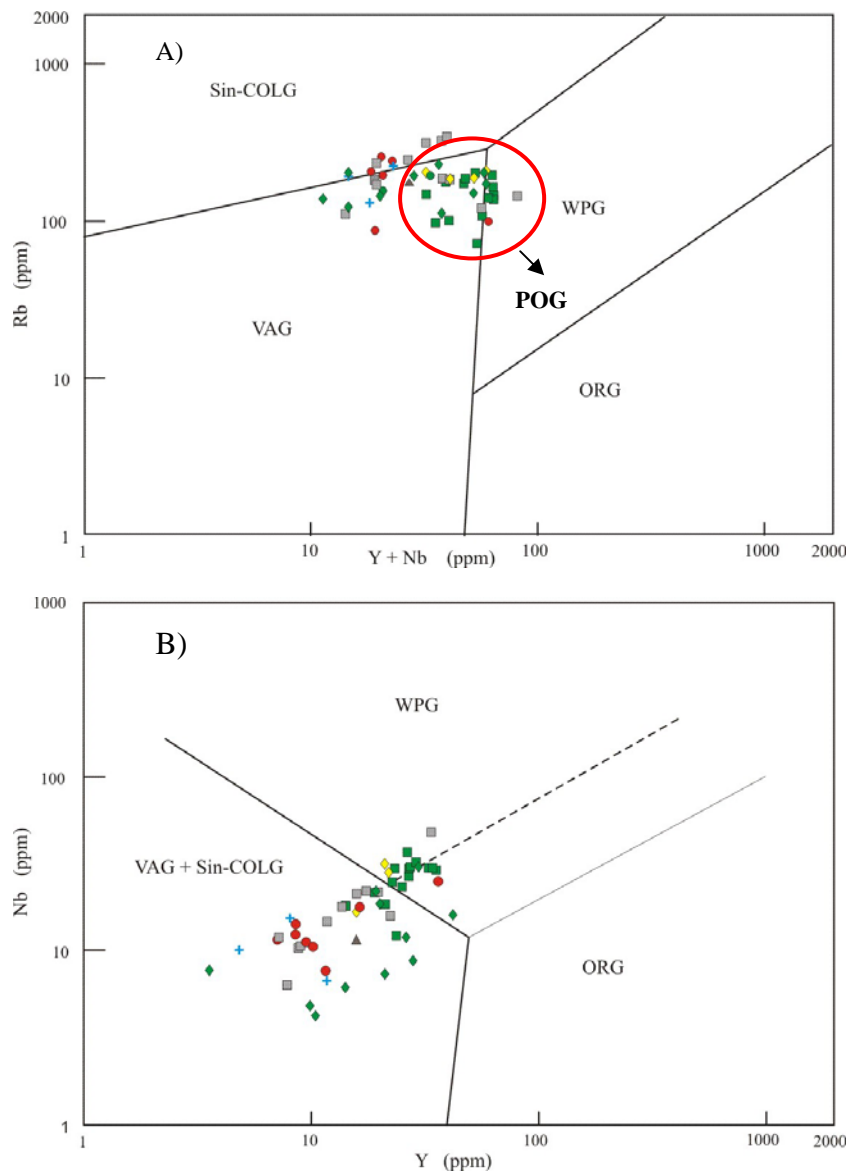 2000
A)
1000
Sin-COLG
100
WPG
POG
VAG
10
ORG
1
Rb (ppm)
1 10 100 1000 2000
Y + Nb (ppm)
1000
B)
WPG
100
VAG + Sin-COLG
10
ORG
1
Nb (ppm)
1 10 100 1000 2000
Y (ppm)